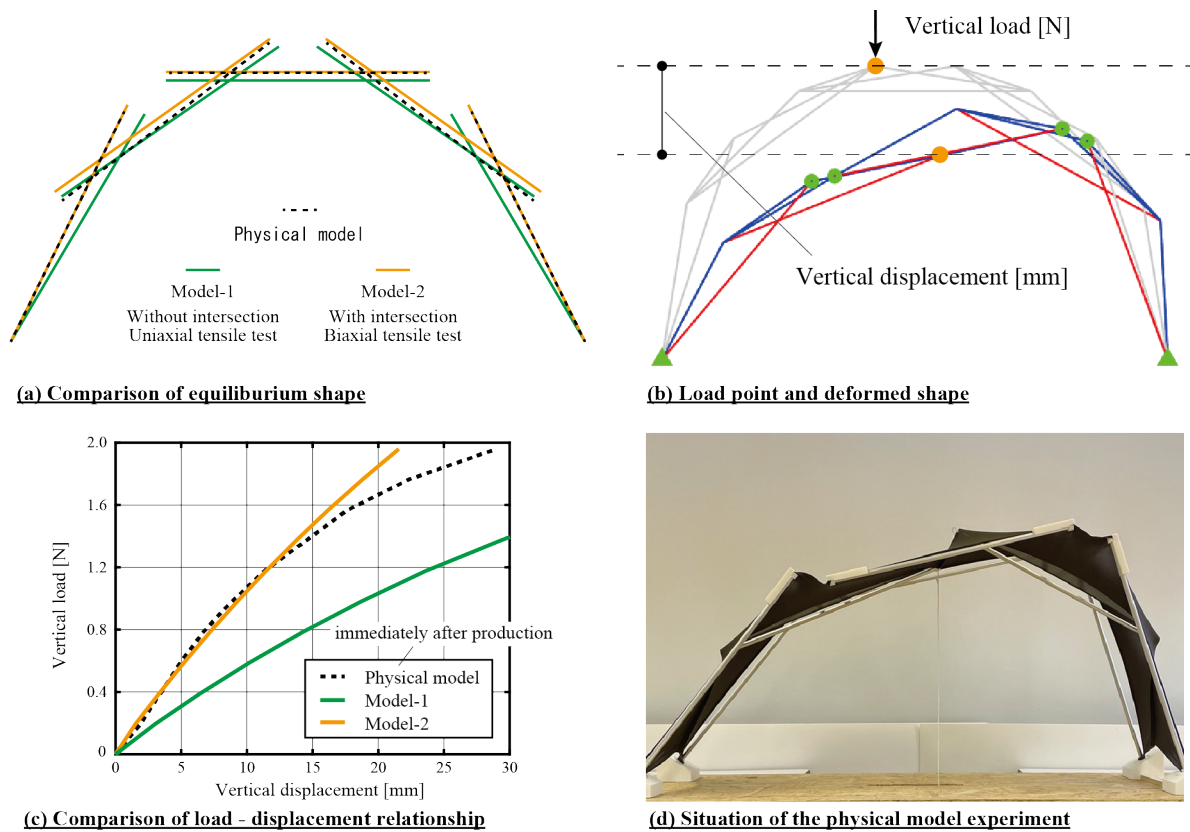 Physical model
Model-1
Without intersection
Uniaxial tensile test
Model-2
With intersection
Biaxial tensile test
(a) Comparison of equiliburium shape
Vertical load [N]
Vertical displacement [mm]
(b) Load point and deformed shape
Vertical load [N]
2.0
1.6
1.2
0.8
0.4
0
0
5
10
15
20
25
30
immediately after production
Physical model
Model-1
Model-2
Vertical displacement [mm]
(c) Comparison of load - displacement relationship
(d) Situation of the physical model experiment